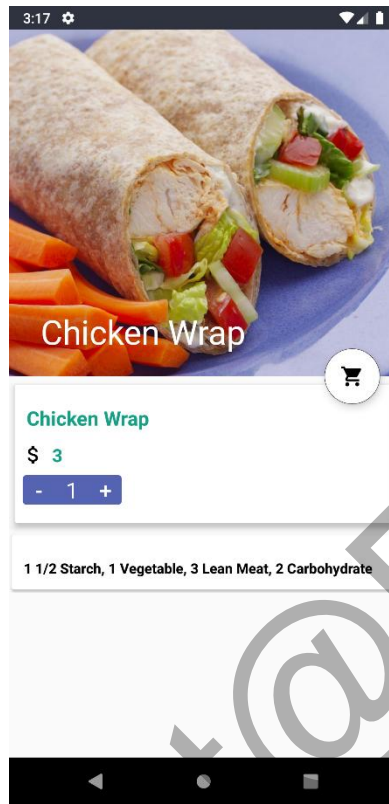 3:17
Chicken Wrap
Chicken Wrap
$ 3
- 1 +
1 1/2 Starch, 1 Vegetable, 3 Lean Meat, 2 Carbohydrate
t@